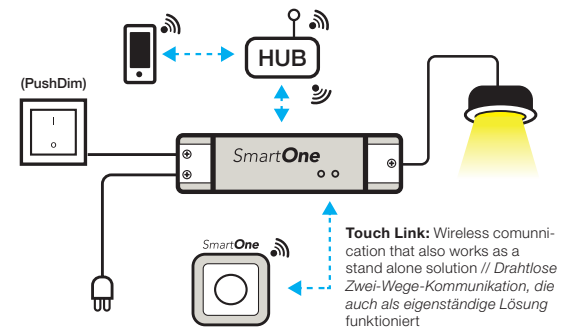 HUB
(PushDim)
I
o
SmartOne
SmartOne
Touch Link: Wireless comunni-
cation that also works as a
stand alone solution // Drahtlose
Zwei-Wege-Kommunikation, die
auch als eigenständige Lösung
funktioniert